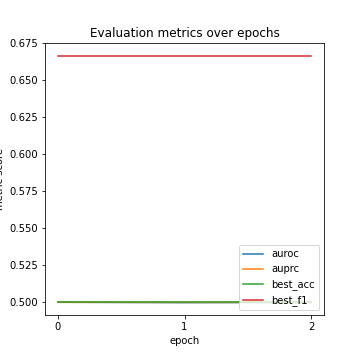 Evaluation metrics over epochs
0.675
0.650
0.625
0.600
0.575
0.550
0.525
0.500
metric score
auroc
auprc
best_acc
best_f1
0
1
2
epoch